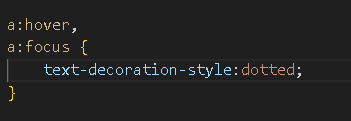 a:hover,
a:focus {
    text-decoration-style:dotted;
}